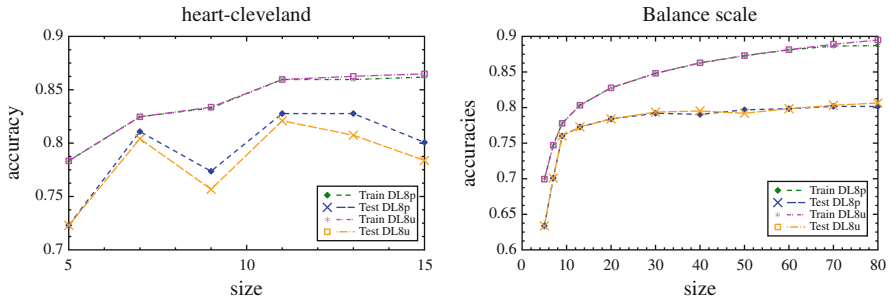 heart-cleveland
0.9
0.85
0.8
0.75
0.7
accuracy
5
10
15
size
Train DL8p
Test DL8p
Train DL8u
Test DL8u
Balance scale
0.9
0.85
0.8
0.75
0.7
0.65
0.6
accuracies
0 10 20 30 40 50 60 70 80
size
Train DL8p
Test DL8p
Train DL8u
Test DL8u